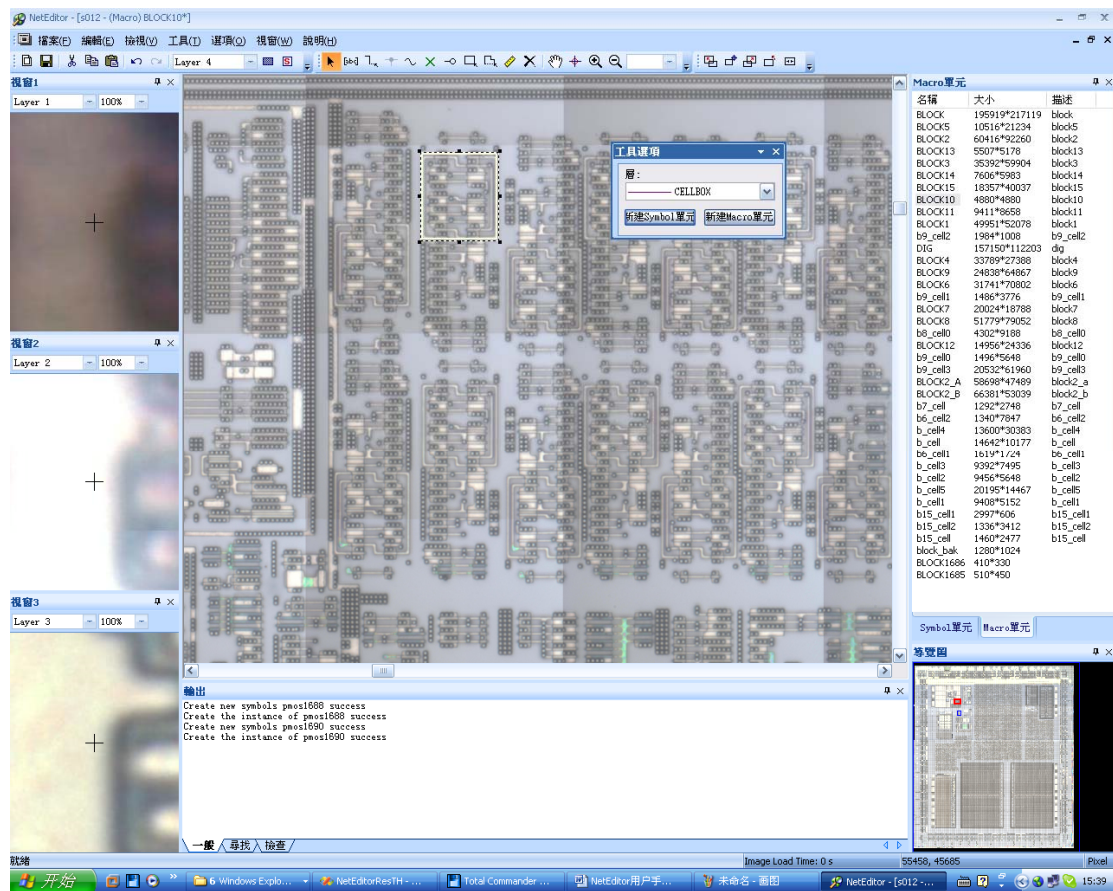 NetEditor - [s012 - (Macro) BLOCK10*]
檔案(F) 編輯(E) 檢視(V) 工具(T) 選項(O) 視窗(W) 說明(H)
Layer 4
視窗1
Layer 1 100%
視窗2
Layer 2 100%
視窗3
Layer 3 100%
工具選項
層:
CELLBOX
新建Symbol單元 新建Macro單元
Macro單元
名稱 大小 描述
BLOCK 195919*217119 block
BLOCK5 10516*21234 block5
BLOCK2 60416*92260 block2
BLOCK13 5507*5178 block13
BLOCK3 35392*59904 block3
BLOCK14 7606*5983 block14
BLOCK15 18357*40037 block15
BLOCK10 4880*4880 block10
BLOCK11 9411*8658 block11
BLOCK1 49951*52078 block1
b9_cell2 1984*1008 b9_cell2
DIG 157150*112203 dig
BLOCK4 33789*27388 block4
BLOCK9 24838*64867 block9
BLOCK6 31741*70802 block6
b9_cell1 1486*3776 b9_cell1
BLOCK7 20024*18788 block7
BLOCK8 51779*79052 block8
b8_cell0 4302*9188 b8_cell0
BLOCK12 14956*24336 block12
b9_cell0 1496*5648 b9_cell0
b9_cell3 20532*61960 b9_cell3
BLOCK2_A 58698*47489 block2_a
BLOCK2_B 66381*53039 block2_b
b7_cell 1292*2748 b7_cell
b6_cell2 1340*7847 b6_cell2
b_cell4 13600*30383 b_cell4
b_cell 14642*10177 b_cell
b6_cell1 1619*1724 b6_cell1
b_cell3 9392*7495 b_cell3
b_cell2 9456*5648 b_cell2
b_cell5 20195*14467 b_cell5
b_cell1 9408*5152 b_cell1
b15_cell1 2997*606 b15_cell1
b15_cell2 1336*3412 b15_cell2
b15_cell 1460*2477 b15_cell
block_bak 1280*1024
BLOCK1686 410*330
BLOCK1685 510*450
Symbol單元 Macro單元
導覽圖
輸出
Create new symbols pmos1688 success
Create the instance of pmos1688 success
Create new symbols pmos1690 success
Create the instance of pmos1690 success
一般 尋找 檢查
就緒 Image Load Time: 0 s 55458, 45685 Pixel
开始 6 Windows Explo... NetEditorResTH - ... Total Commander ... NetEditor用户手... 未命名 - 画图 NetEditor - [s012 -... 15:39